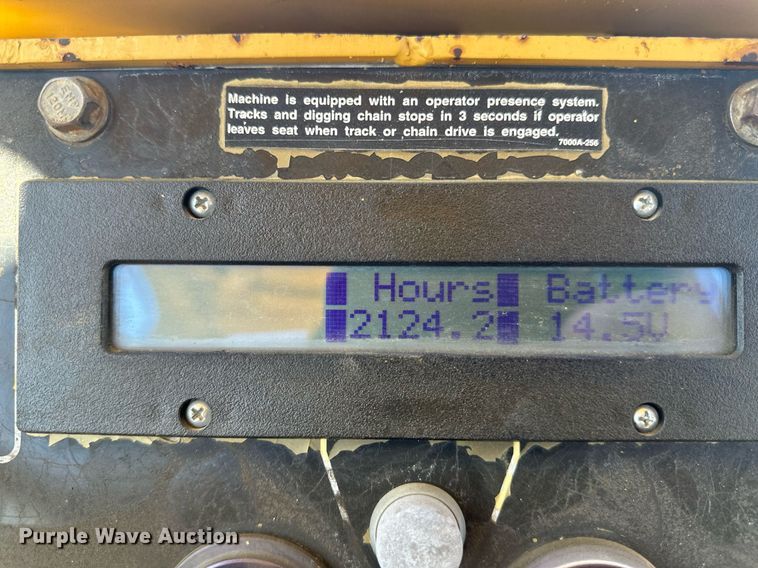 Machine is equipped with an operator presence system.
Tracks and digging chain stops in 3 seconds if operator
leaves seat when track or chain drive is engaged.
7000A-256
Hours Battery
2124.2 14.5V
Purple Wave Auction